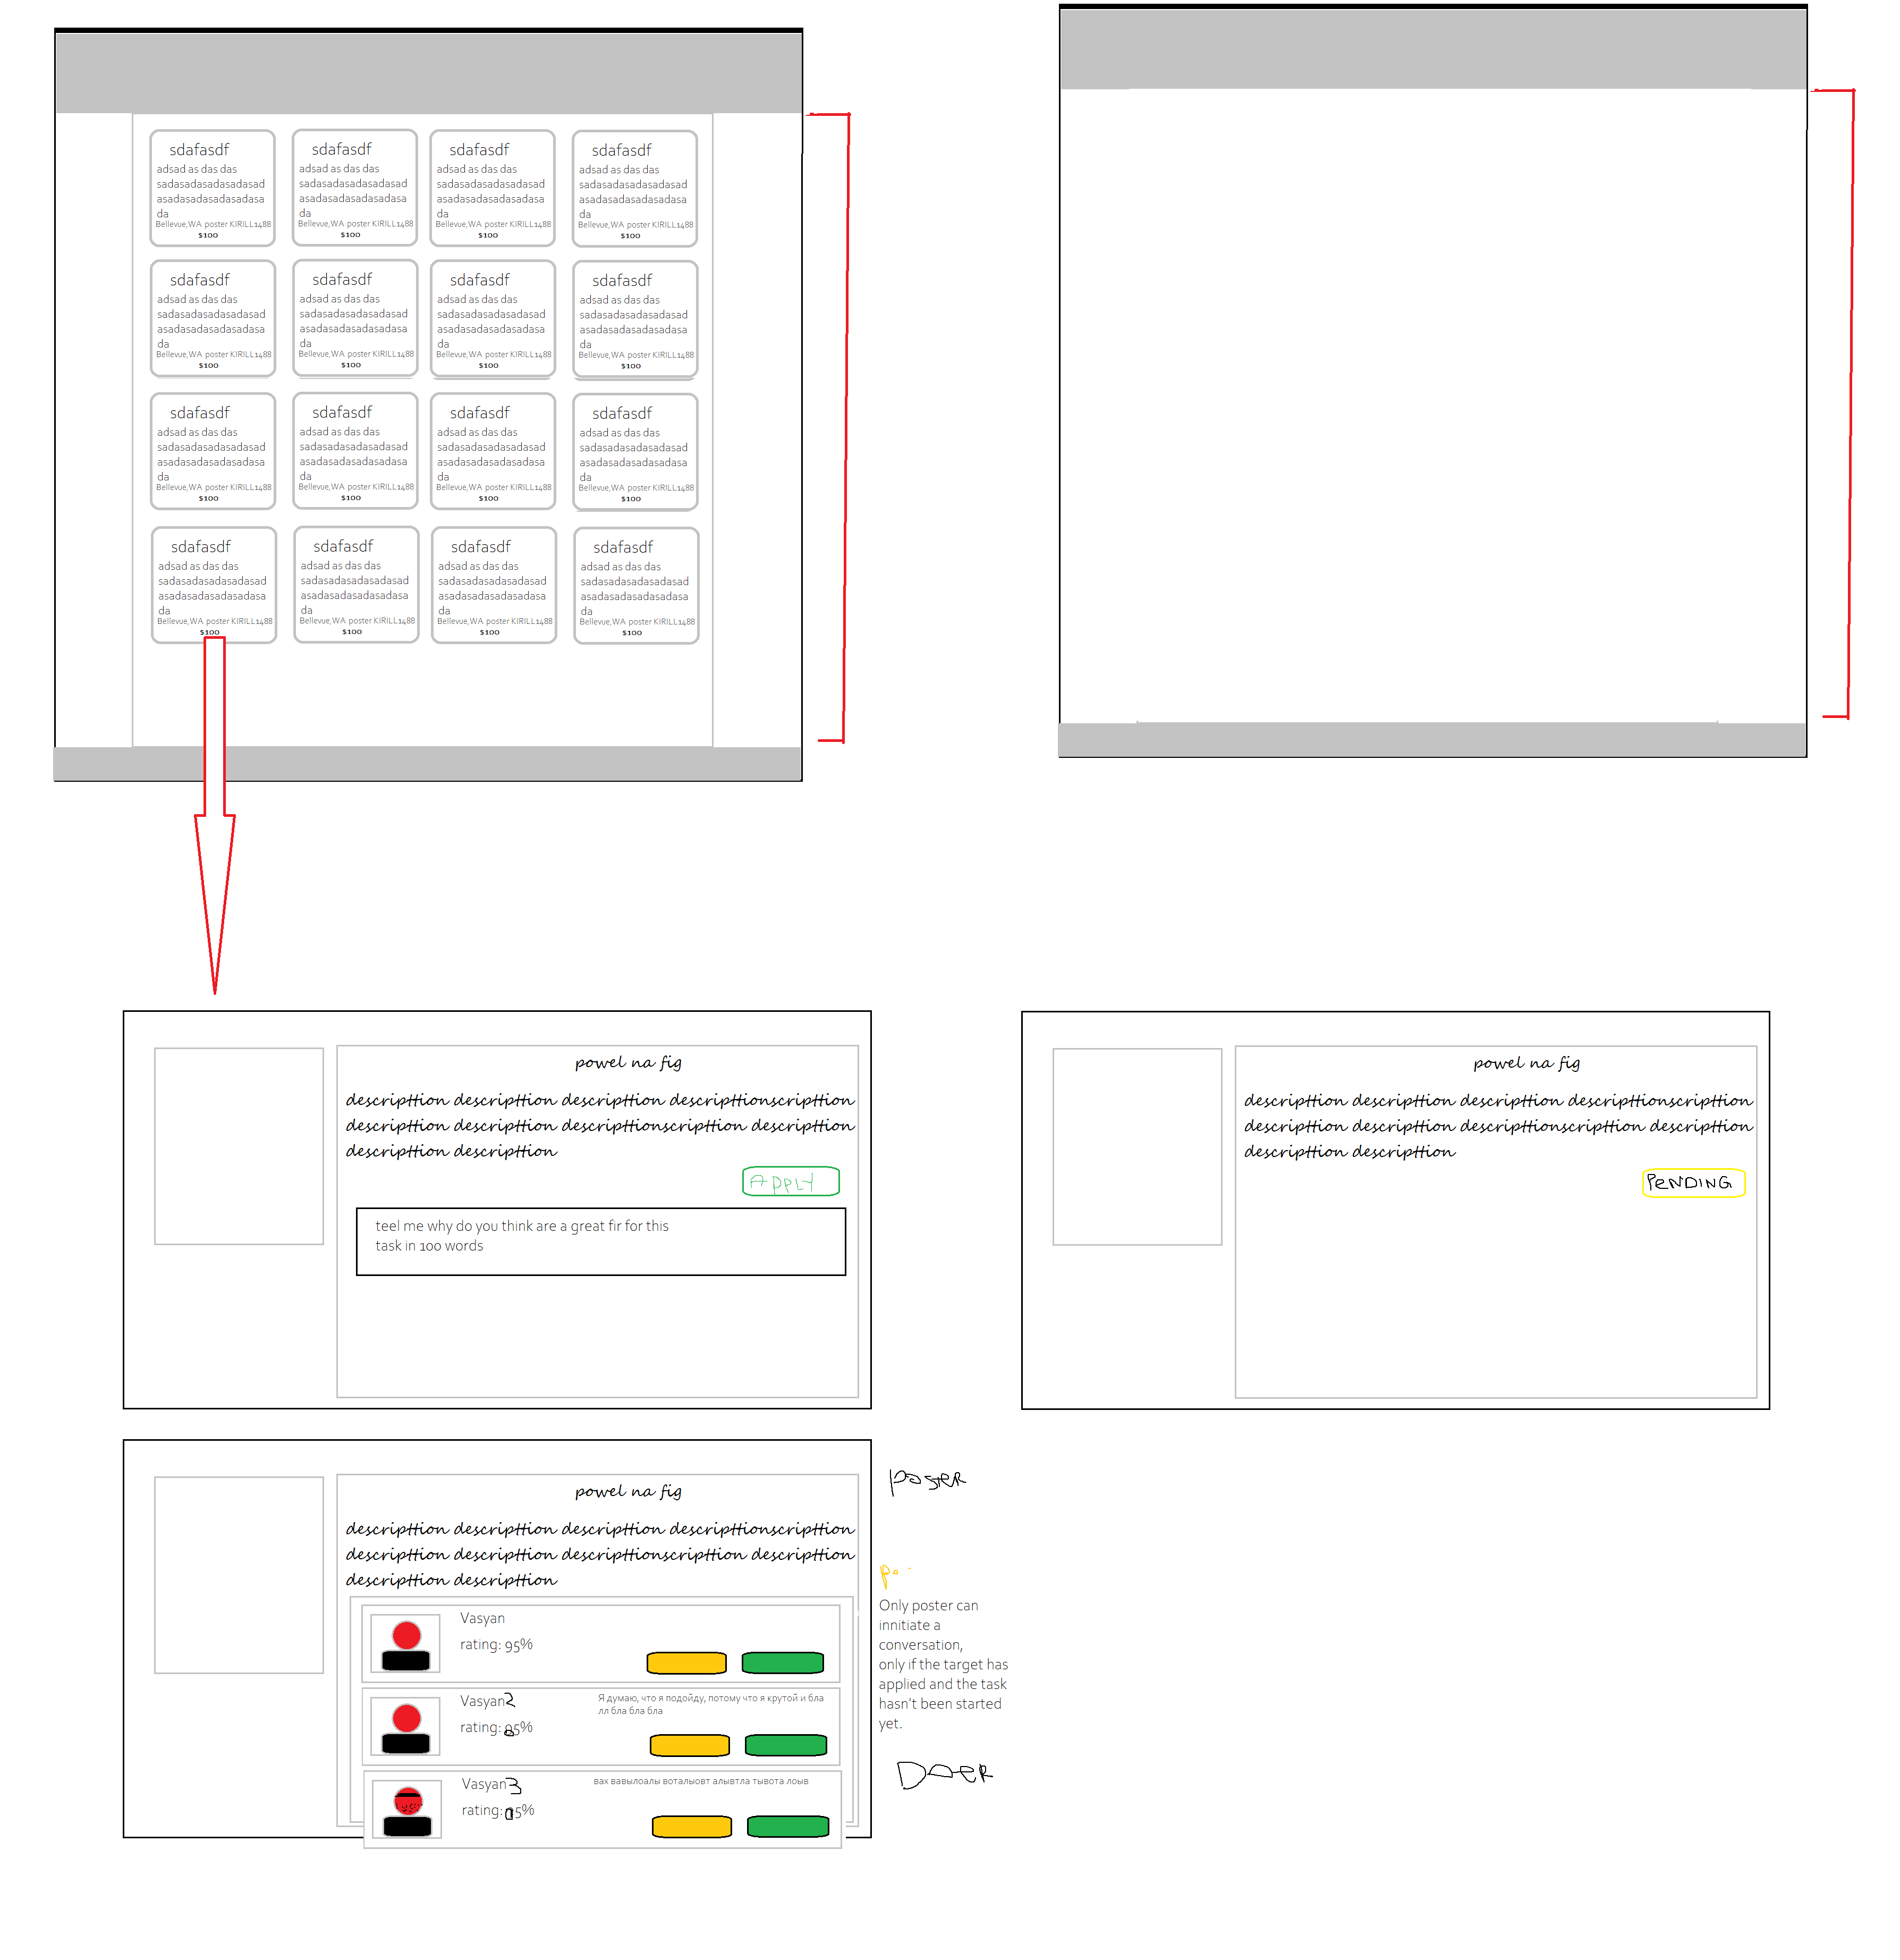 sdafasdf
adsad as das das
sadasadasadasadasad
asadasadasadasadasa
da
Bellevue,WA poster KIRILL1488
$100
sdafasdf
adsad as das das
sadasadasadasadasad
asadasadasadasadasa
da
Bellevue,WA poster KIRILL1488
$100
sdafasdf
adsad as das das
sadasadasadasadasad
asadasadasadasadasa
da
Bellevue,WA poster KIRILL1488
$100
sdafasdf
adsad as das das
sadasadasadasadasad
asadasadasadasadasa
da
Bellevue,WA poster KIRILL1488
$100
sdafasdf
adsad as das das
sadasadasadasadasad
asadasadasadasadasa
da
Bellevue,WA poster KIRILL1488
$100
sdafasdf
adsad as das das
sadasadasadasadasad
asadasadasadasadasa
da
Bellevue,WA poster KIRILL1488
$100
sdafasdf
adsad as das das
sadasadasadasadasad
asadasadasadasadasa
da
Bellevue,WA poster KIRILL1488
$100
sdafasdf
adsad as das das
sadasadasadasadasad
asadasadasadasadasa
da
Bellevue,WA poster KIRILL1488
$100
sdafasdf
adsad as das das
sadasadasadasadasad
asadasadasadasadasa
da
Bellevue,WA poster KIRILL1488
$100
sdafasdf
adsad as das das
sadasadasadasadasad
asadasadasadasadasa
da
Bellevue,WA poster KIRILL1488
$100
sdafasdf
adsad as das das
sadasadasadasadasad
asadasadasadasadasa
da
Bellevue,WA poster KIRILL1488
$100
sdafasdf
adsad as das das
sadasadasadasadasad
asadasadasadasadasa
da
Bellevue,WA poster KIRILL1488
$100
sdafasdf
adsad as das das
sadasadasadasadasad
asadasadasadasadasa
da
Bellevue,WA poster KIRILL1488
$100
sdafasdf
adsad as das das
sadasadasadasadasad
asadasadasadasadasa
da
Bellevue,WA poster KIRILL1488
$100
sdafasdf
adsad as das das
sadasadasadasadasad
asadasadasadasadasa
da
Bellevue,WA poster KIRILL1488
$100
sdafasdf
adsad as das das
sadasadasadasadasad
asadasadasadasadasa
da
Bellevue,WA poster KIRILL1488
$100
powel na fig
descripttion descripttion descripttion descripttionscripttion
descripttion descripttion descripttionscripttion descripttion
descripttion descripttion
APPLY
teel me why do you think are a great fir for this
task in 100 words
powel na fig
descripttion descripttion descripttion descripttionscripttion
descripttion descripttion descripttionscripttion descripttion
descripttion descripttion
PENDING
powel na fig
descripttion descripttion descripttion descripttionscripttion
descripttion descripttion descripttionscripttion descripttion
descripttion descripttion
Vasyan
rating: 95%
Vasyan2
rating: 5%
Я думаю, что я подойду, потому что я крутой и бла
лл бла бла бла
Vasyan3
rating: 5%
вах вавылоалы воталыовт алывтла тывота лоыв
POSTER
Po
Only poster can
innitiate a
conversation,
only if the target has
applied and the task
hasn't been started
yet.
DOER